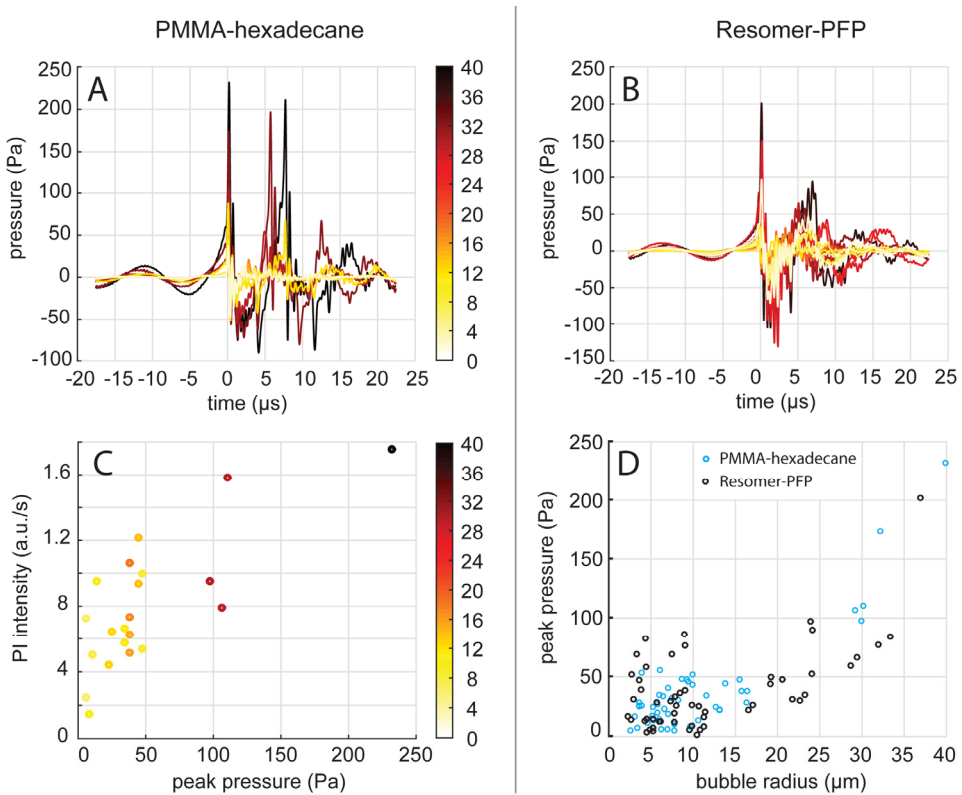 PMMA-hexadecane
Resomer-PFP
A
250
200
150
100
50
0
-50
-100
pressure (Pa)
-20 -15 -10 -5 0 5 10 15 20 25
time (µs)
40
36
32
28
24
20
16
12
8
4
0
B
250
200
150
100
50
0
-50
-100
-150
pressure (Pa)
-20 -15 -10 -5 0 5 10 15 20 25
time (µs)
C
1.6
1.2
8
4
0
PI intensity (a.u./s)
0 50 100 150 200 250
peak pressure (Pa)
40
36
32
28
24
20
16
12
8
4
0
D
PMMA-hexadecane
Resomer-PFP
250
200
150
100
50
0
peak pressure (Pa)
0 5 10 15 20 25 30 35 40
bubble radius (µm)